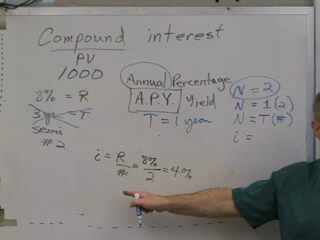 Compound interest
PV
1000
8% = R
3 yr = T
semi
# 2
Annual Percentage
A.P.Y. Yield
T = 1 year
N = 2
N = 1(2)
N = T(#)
i =
i = R/# = 8%/2 = 4%